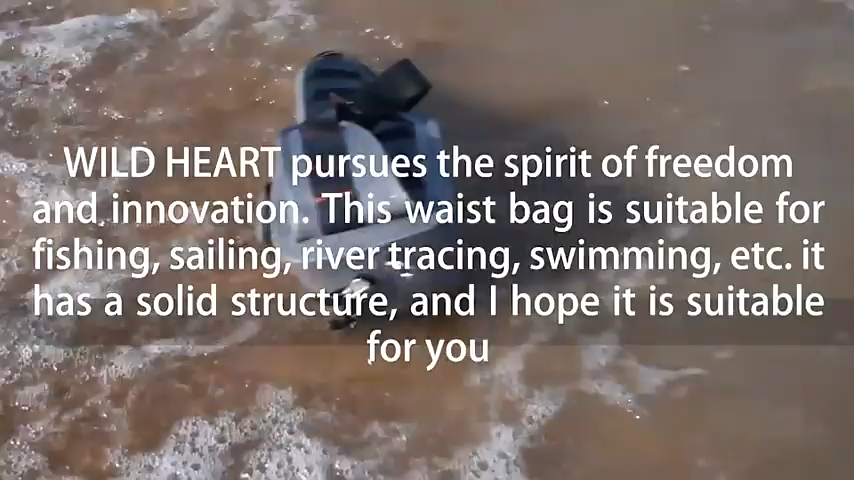 WILD HEART pursues the spirit of freedom
and innovation. This waist bag is suitable for
fishing, sailing, river tracing, swimming, etc. it
has a solid structure, and I hope it is suitable
for you